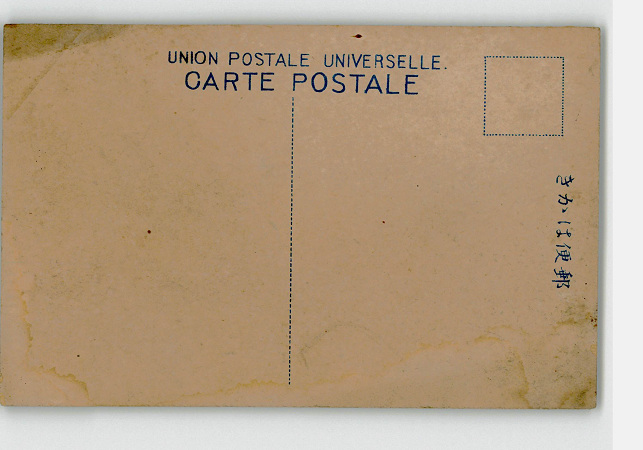 UNION POSTALE UNIVERSELLE.
CARTE POSTALE
きかは便郵